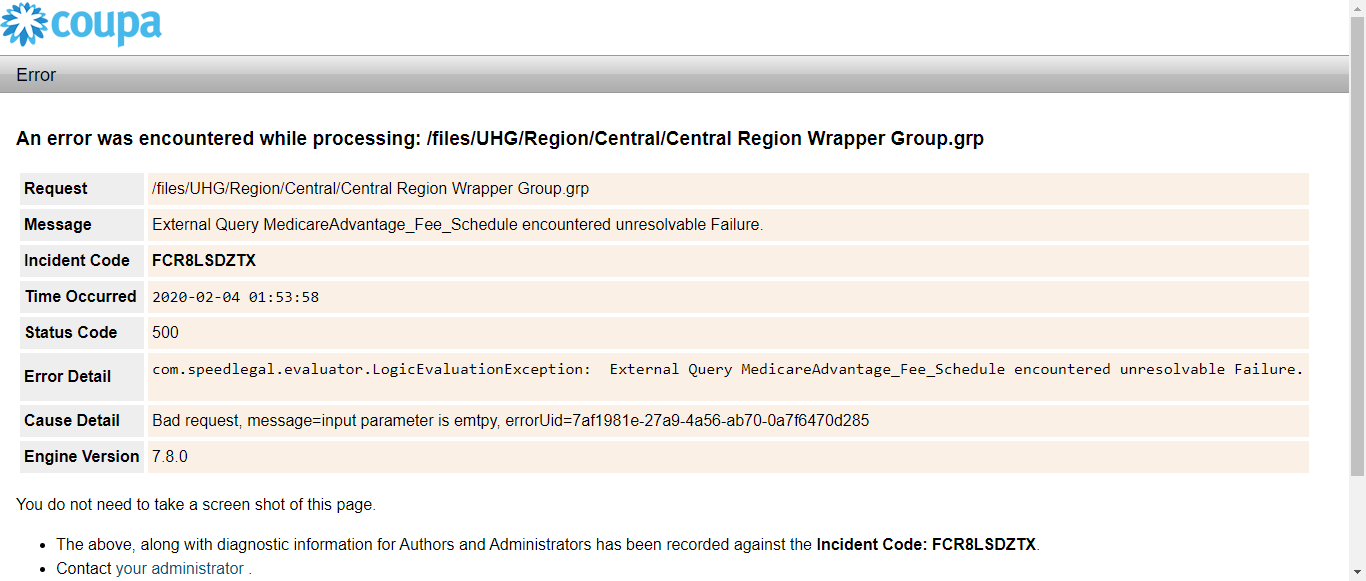 coupa
Error
An error was encountered while processing: /files/UHG/Region/Central/Central Region Wrapper Group.grp
Request /files/UHG/Region/Central/Central Region Wrapper Group.grp
Message External Query MedicareAdvantage_Fee_Schedule encountered unresolvable Failure.
Incident Code FCR8LSDZTX
Time Occurred 2020-02-04 01:53:58
Status Code 500
Error Detail com.speedlegal.evaluator.LogicEvaluationException:  External Query MedicareAdvantage_Fee_Schedule encountered unresolvable Failure.
Cause Detail Bad request, message=input parameter is emtpy, errorUid=7af1981e-27a9-4a56-ab70-0a7f6470d285
Engine Version 7.8.0
You do not need to take a screen shot of this page.
• The above, along with diagnostic information for Authors and Administrators has been recorded against the Incident Code: FCR8LSDZTX.
• Contact your administrator .